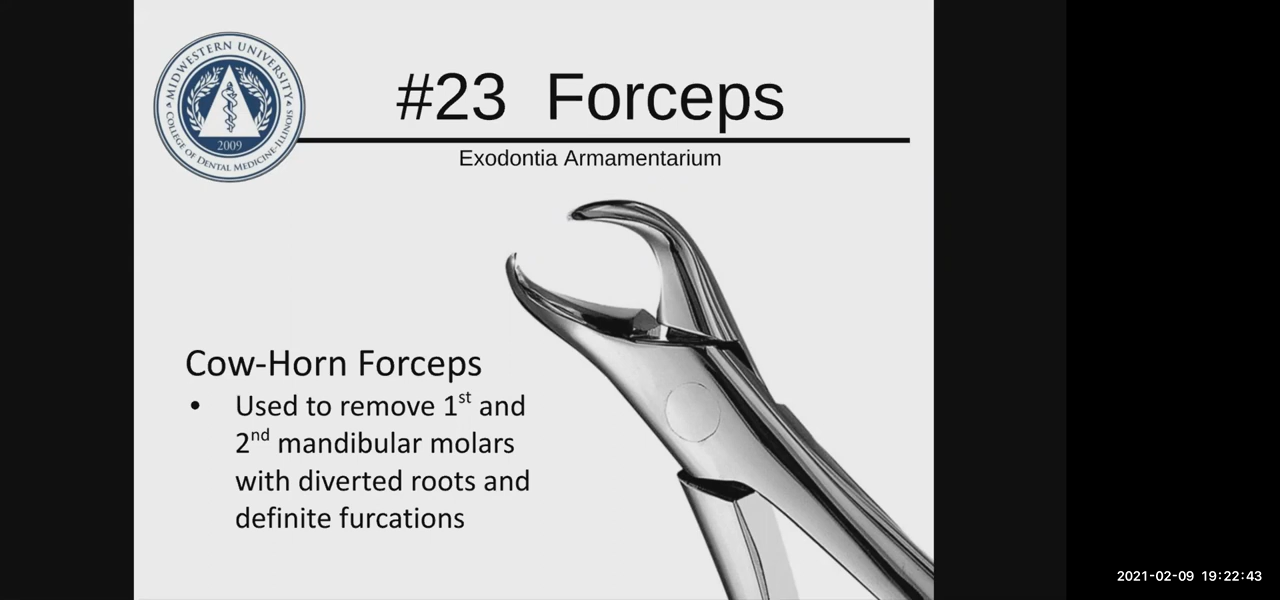 MIDWESTERN UNIVERSITY
COLLEGE OF DENTAL MEDICINE-ILLINOIS
2009
#23 Forceps
Exodontia Armamentarium
Cow-Horn Forceps
• Used to remove 1st and
2nd mandibular molars
with diverted roots and
definite furcations
2021-02-09 19:22:43